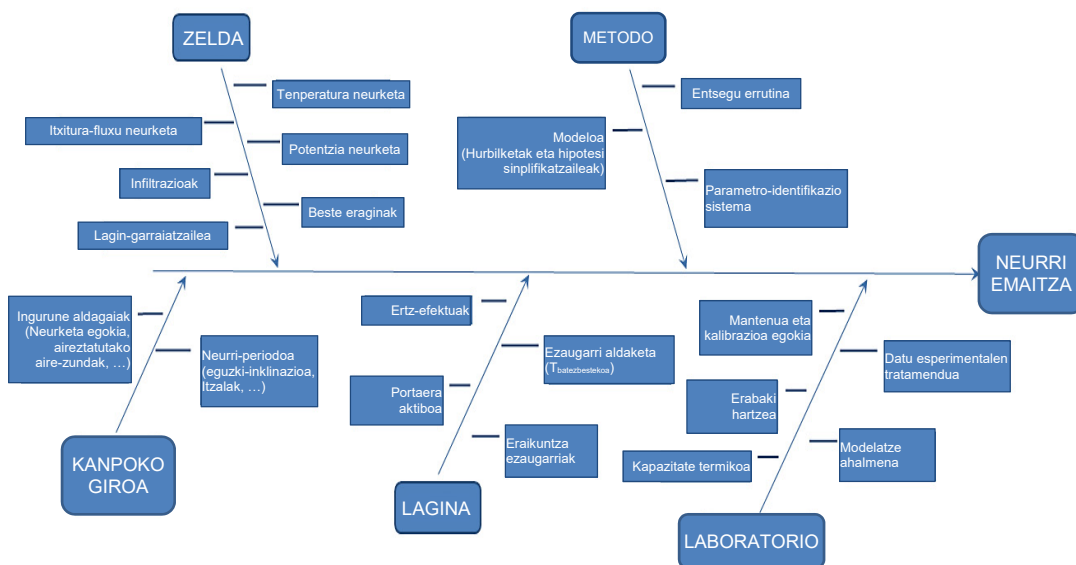 ZELDA
METODO
Tenperatura neurketa
Entsegu errutina
Itxitura-fluxu neurketa
Potentzia neurketa
Modeloa
(Hurbilketak eta hipotesi
sinplifikatzaileak)
Infiltrazioak
Parametro-identifikazio
sistema
Beste eraginak
Lagin-garraiatzailea
NEURRI
EMAITZA
Ingurune aldagaiak
(Neurketa egokia,
aireztatutako
aire-zundak, ...)
Neurri-periodoa
(eguzki-inklinazioa,
Itzalak, ...)
Ertz-efektuak
Ezaugarri aldaketa
(Tbatezbestekoa)
Portaera
aktiboa
Eraikuntza
ezaugarriak
Mantenua eta
kalibrazioa egokia
Datu esperimentalen
tratamendua
Erabaki
hartzea
Modelatze
ahalmena
Kapazitate termikoa
KANPOKO
GIROA
LAGINA
LABORATORIO